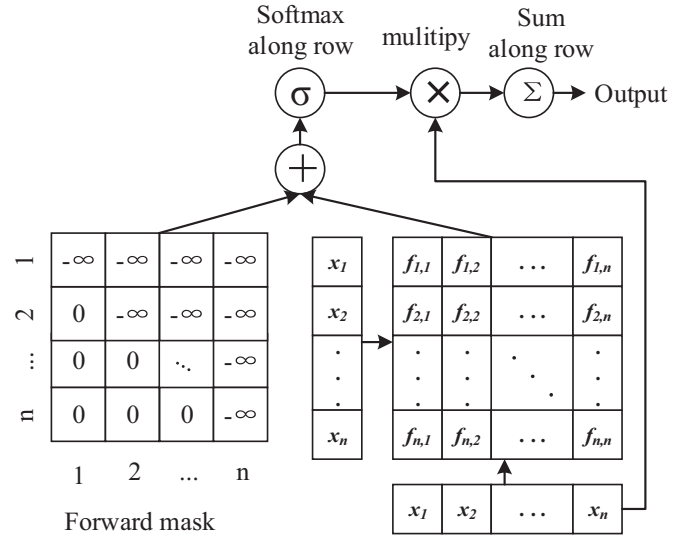 Softmax along row
mulitipy
Sum along row
σ × Σ Output
+
1 -∞ -∞ -∞ -∞
2 0 -∞ -∞ -∞
... 0 0 ⋱ -∞
n 0 0 0 -∞
1 2 ... n
Forward mask
x1 f1,1 f1,2 ... f1,n
x2 f2,1 f2,2 ... f2,n
⋮ ⋮ ⋮ ⋱ ⋮
xn fn,1 fn,2 ... fn,n
x1 x2 ... xn